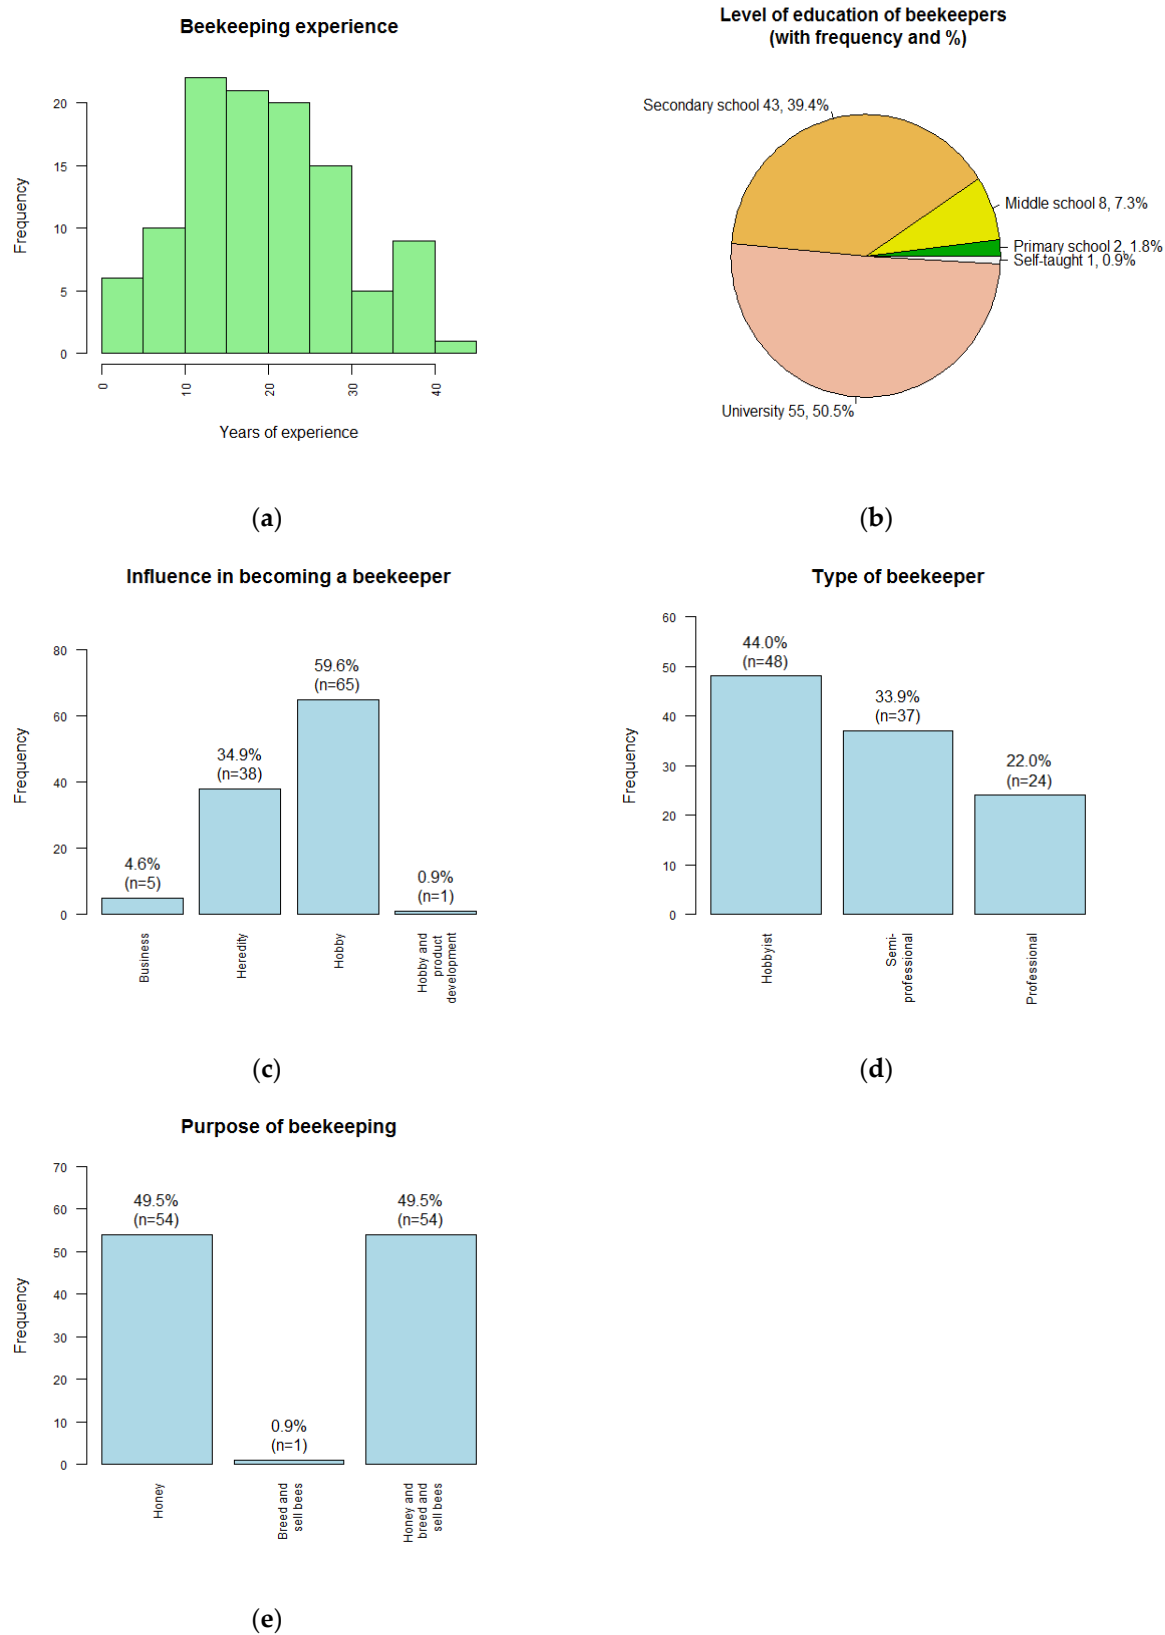 Beekeeping experience
Frequency
20
15
10
5
0
0
10
20
30
40
Years of experience
(a)
Level of education of beekeepers
(with frequency and %)
Secondary school 43, 39.4%
Middle school 8, 7.3%
Primary school 2, 1.8%
Self-taught 1, 0.9%
University 55, 50.5%
(b)
Influence in becoming a beekeeper
Frequency
80
60
40
20
0
4.6%
(n=5)
34.9%
(n=38)
59.6%
(n=65)
0.9%
(n=1)
Business
Heredity
Hobby
Hobby and
product
development
(c)
Type of beekeeper
Frequency
60
50
40
30
20
10
0
44.0%
(n=48)
33.9%
(n=37)
22.0%
(n=24)
Hobbyist
Semi-
professional
Professional
(d)
Purpose of beekeeping
Frequency
70
60
50
40
30
20
10
0
49.5%
(n=54)
0.9%
(n=1)
49.5%
(n=54)
Honey
Breed and
sell bees
Honey and
breed and
sell bees
(e)